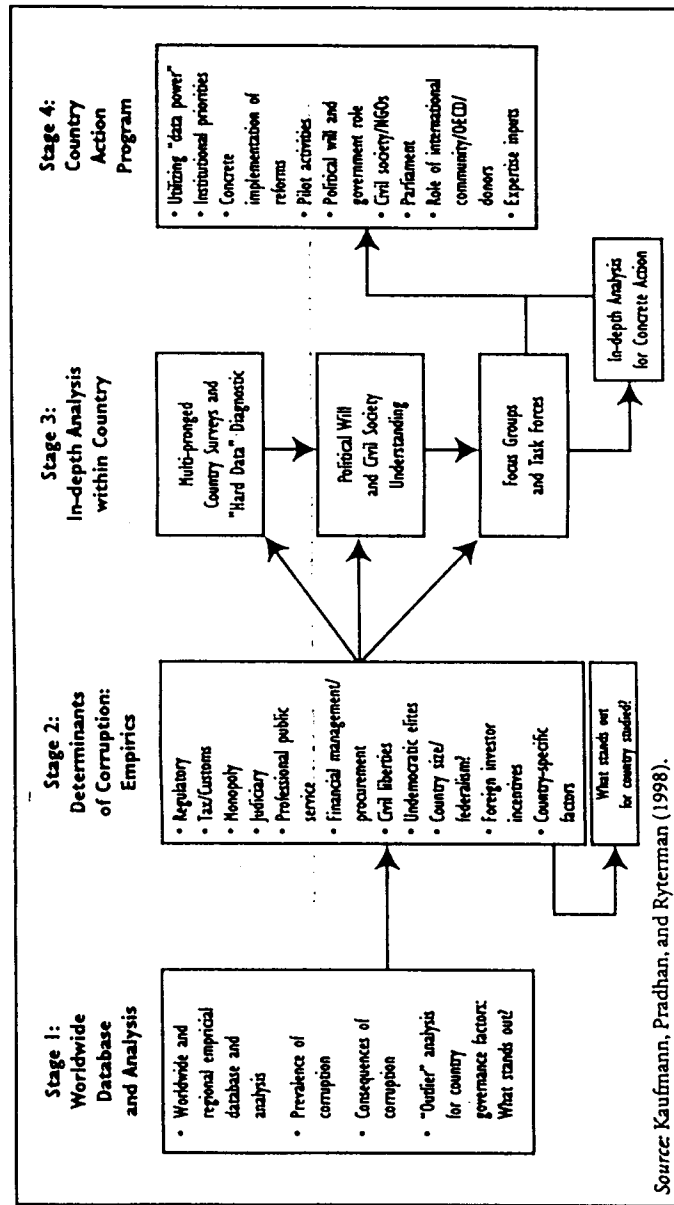 Stage 1:
Worldwide
Database
and Analysis
• Worldwide and
regional empricial
database and
analysis
• Prevalence of
corruption
• Consequences of
corruption
• "Outlier" analysis
for country
governance factors:
What stands out?
Stage 2:
Determinants
of Corruption:
Empirics
• Regulatory
• Tax/Customs
• Monopoly
• Judiciary
• Professional public
service
• Financial management/
procurement
• Civil liberties
• Undemocratic elites
• Country size/
federalism?
• Foreign investor
incentives
• Country-specific
factors
What stands out
for country studied?
Stage 3:
In-depth Analysis
within Country
Multi-pronged
Country Surveys and
"Hard Data" Diagnostic
Political Will
and Civil Society
Understanding
Focus Groups
and Task Forces
In-depth Analysis
for Concrete Action
Stage 4:
Country
Action
Program
• Utilizing "data power"
• Institutional priorities
• Concrete
implementation of
reforms
• Pilot activities
• Political will and
government role
• Civil society/NGOs
• Parliament
• Role of international
community/OECD/
donors
• Expertise inputs
Source: Kaufmann, Pradhan, and Ryterman (1998).